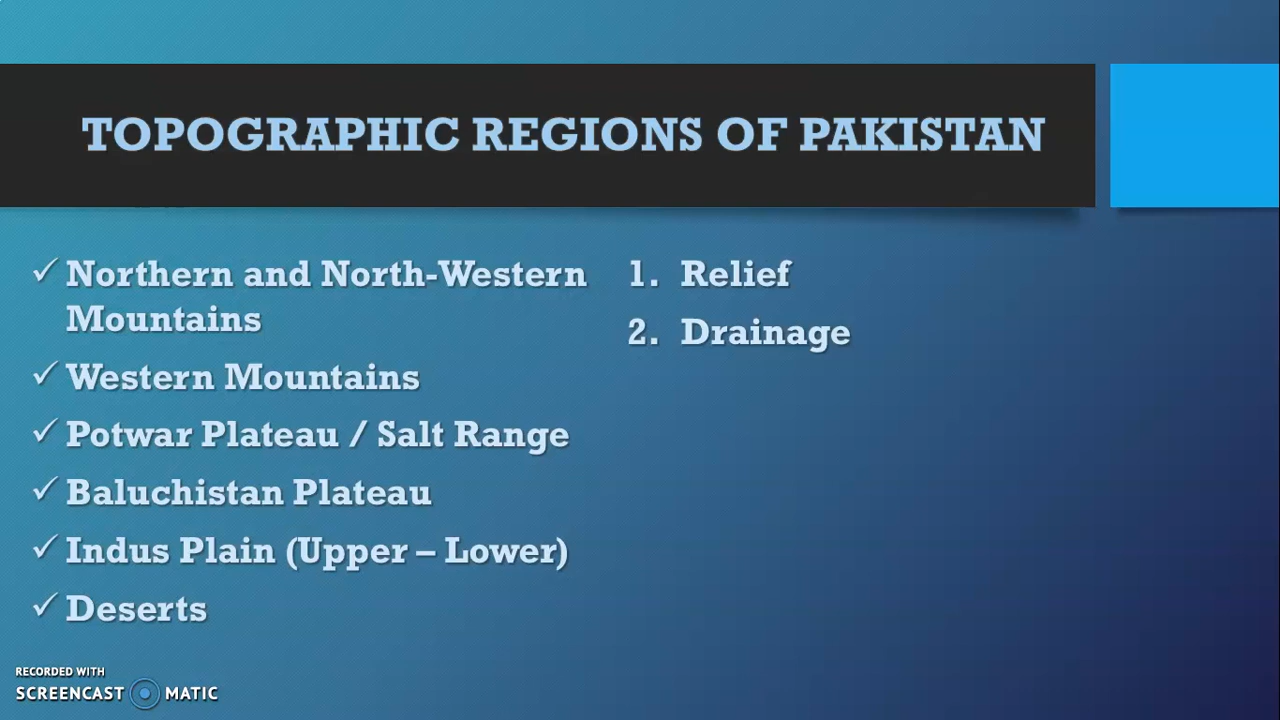 TOPOGRAPHIC REGIONS OF PAKISTAN
✓ Northern and North-Western
Mountains
✓ Western Mountains
✓ Potwar Plateau / Salt Range
✓ Baluchistan Plateau
✓ Indus Plain (Upper – Lower)
✓ Deserts
1. Relief
2. Drainage
RECORDED WITH
SCREENCAST MATIC